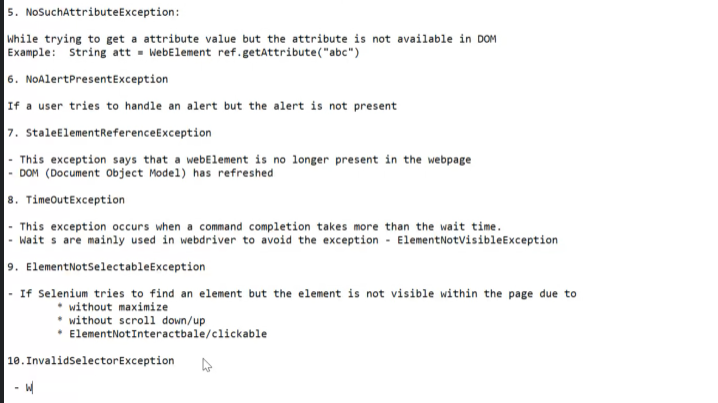 5. NoSuchAttributeException:
While trying to get a attribute value but the attribute is not available in DOM
Example: String att = WebElement ref.getAttribute("abc")
6. NoAlertPresentException
If a user tries to handle an alert but the alert is not present
7. StaleElementReferenceException
- This exception says that a webElement is no longer present in the webpage
- DOM (Document Object Model) has refreshed
8. TimeOutException
- This exception occurs when a command completion takes more than the wait time.
- Wait s are mainly used in webdriver to avoid the exception - ElementNotVisibleException
9. ElementNotSelectableException
- If Selenium tries to find an element but the element is not visible within the page due to
* without maximize
* without scroll down/up
* ElementNotInteractbale/clickable
10.InvalidSelectorException
- W